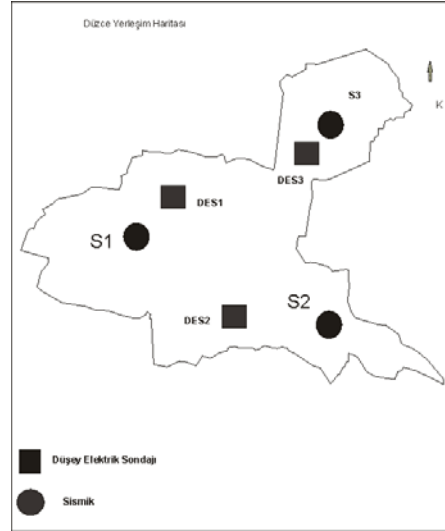 Düzce Yerleşim Haritası
S3
K
DES3
DES1
S1
DES2
S2
Düşey Elektrik Sondajı
Sismik